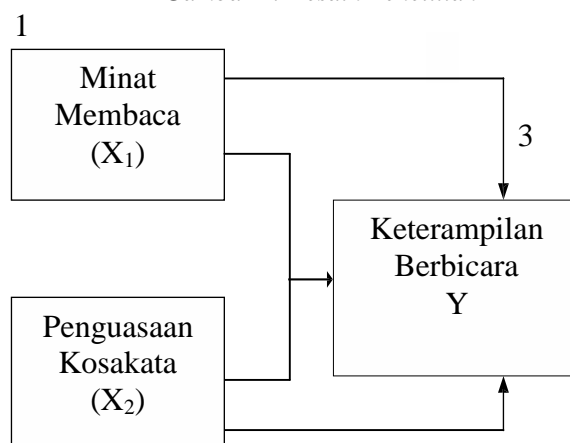 1
Minat
Membaca
(X₁)
3
Keterampilan
Berbicara
Y
Penguasaan
Kosakata
(X₂)